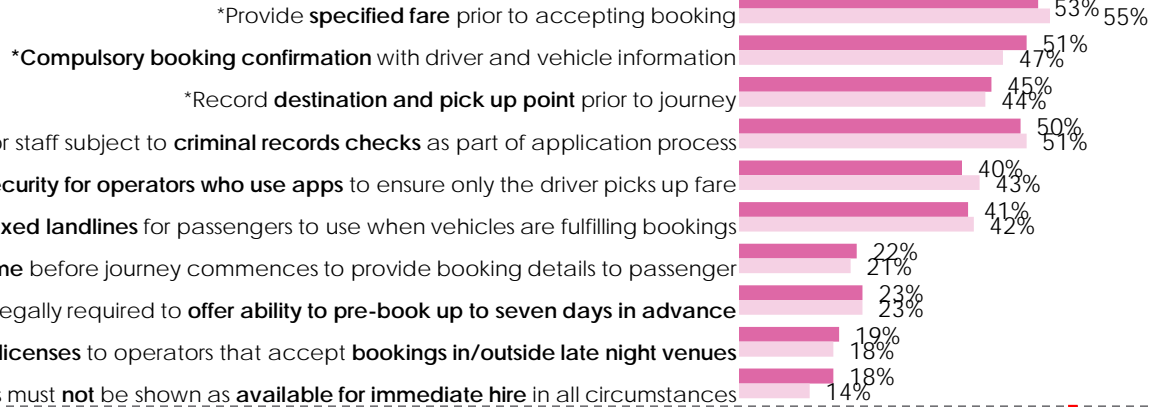 *Provide specified fare prior to accepting booking 53% 55%
*Compulsory booking confirmation with driver and vehicle information 51% 47%
*Record destination and pick up point prior to journey 45% 44%
staff subject to criminal records checks as part of application process 50% 51%
for operators who use apps to ensure only the driver picks up fare 40% 43%
landlines for passengers to use when vehicles are fulfilling bookings 41% 42%
before journey commences to provide booking details to passenger 22% 21%
required to offer ability to pre-book up to seven days in advance 23% 23%
licenses to operators that accept bookings in/outside late night venues 19% 18%
must not be shown as available for immediate hire in all circumstances 18% 14%